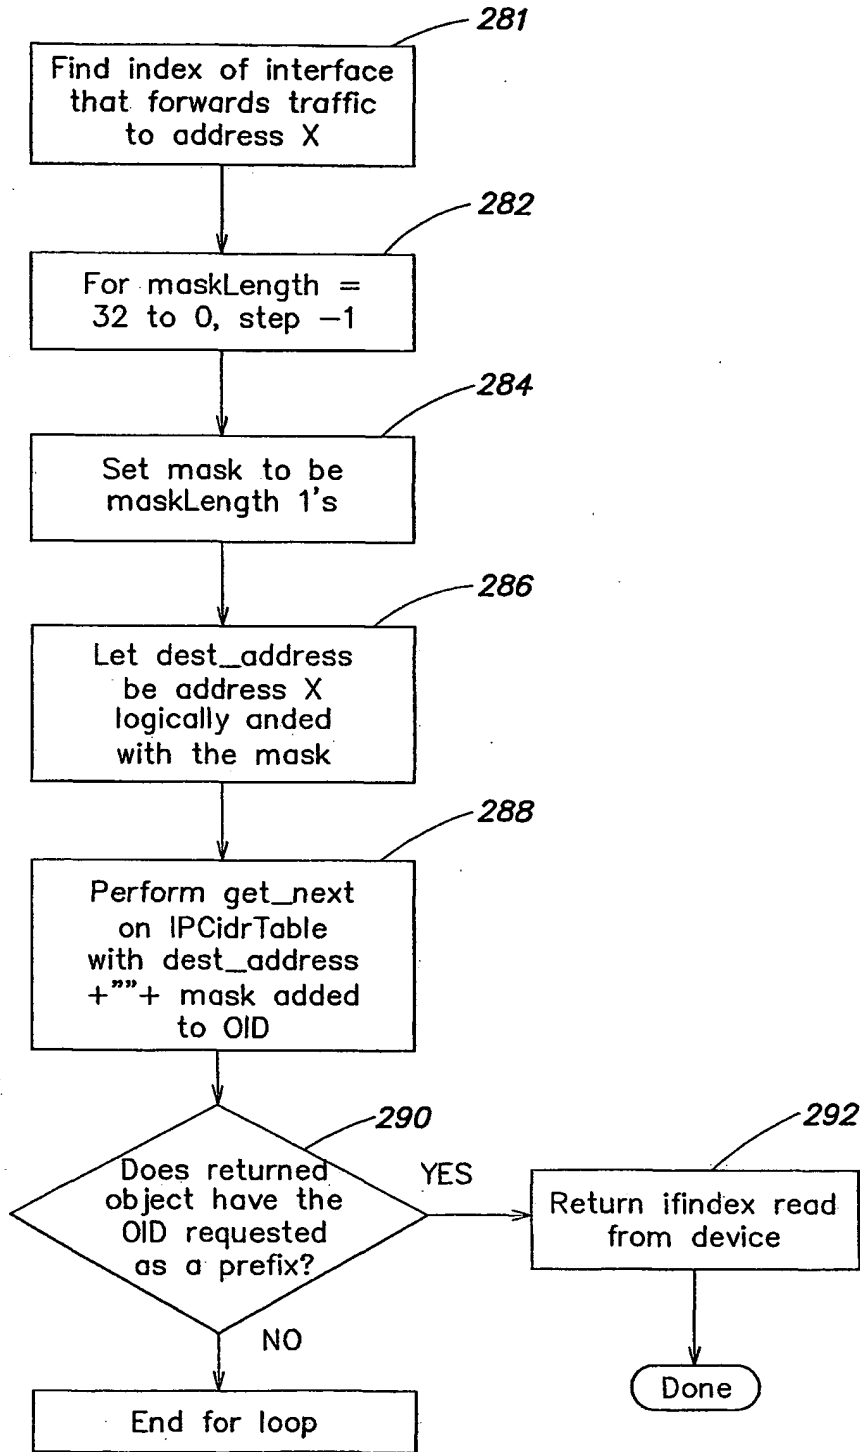 281
Find index of interface
that forwards traffic
to address X
282
For maskLength =
32 to 0, step −1
284
Set mask to be
maskLength 1's
286
Let dest_address
be address X
logically anded
with the mask
288
Perform get_next
on IPCidrTable
with dest_address
+""+ mask added
to OID
290
Does returned
object have the
OID requested
as a prefix?
YES
292
Return ifindex read
from device
NO
Done
End for loop